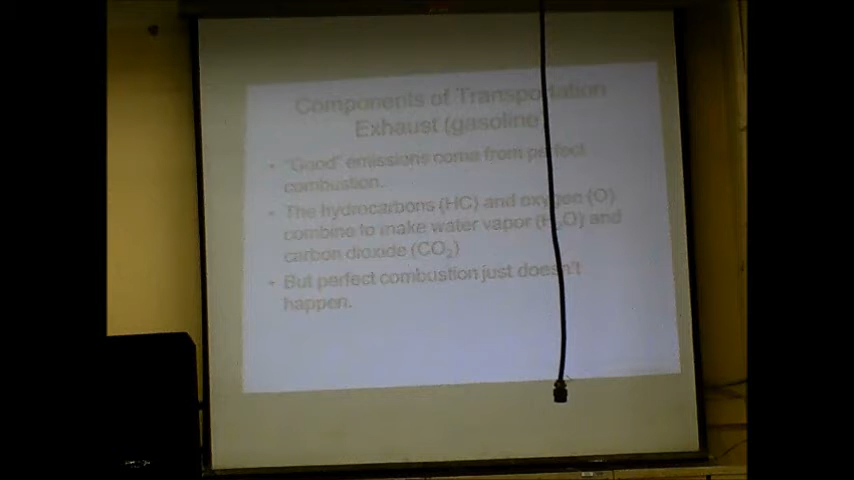 Components of Transportation
Exhaust (gasoline)
• "Good" emissions come from perfect
combustion.
• The hydrocarbons (HC) and oxygen (O)
combine to make water vapor (H₂O) and
carbon dioxide (CO₂)
• But perfect combustion just doesn't
happen.